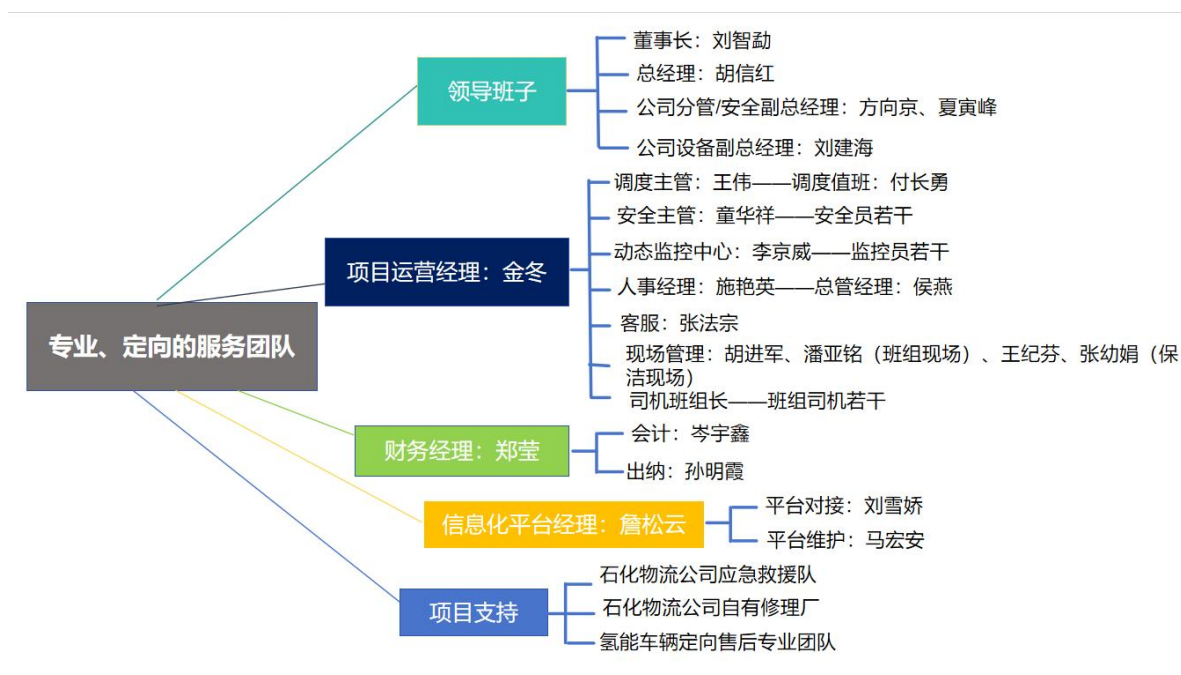 专业、定向的服务团队
领导班子
董事长：刘智勐
总经理：胡信红
公司分管/安全副总经理：方向京、夏寅峰
公司设备副总经理：刘建海
项目运营经理：金冬
调度主管：王伟——调度值班：付长勇
安全主管：童华祥——安全员若干
动态监控中心：李京威——监控员若干
人事经理：施艳英——总管经理：侯燕
客服：张法宗
现场管理：胡进军、潘亚铭（班组现场）、王纪芬、张幼娟（保
洁现场）
司机班组长——班组司机若干
财务经理：郑莹
会计：岑宇鑫
出纳：孙明霞
信息化平台经理：詹松云
平台对接：刘雪娇
平台维护：马宏安
项目支持
石化物流公司应急救援队
石化物流公司自有修理厂
氢能车辆定向售后专业团队